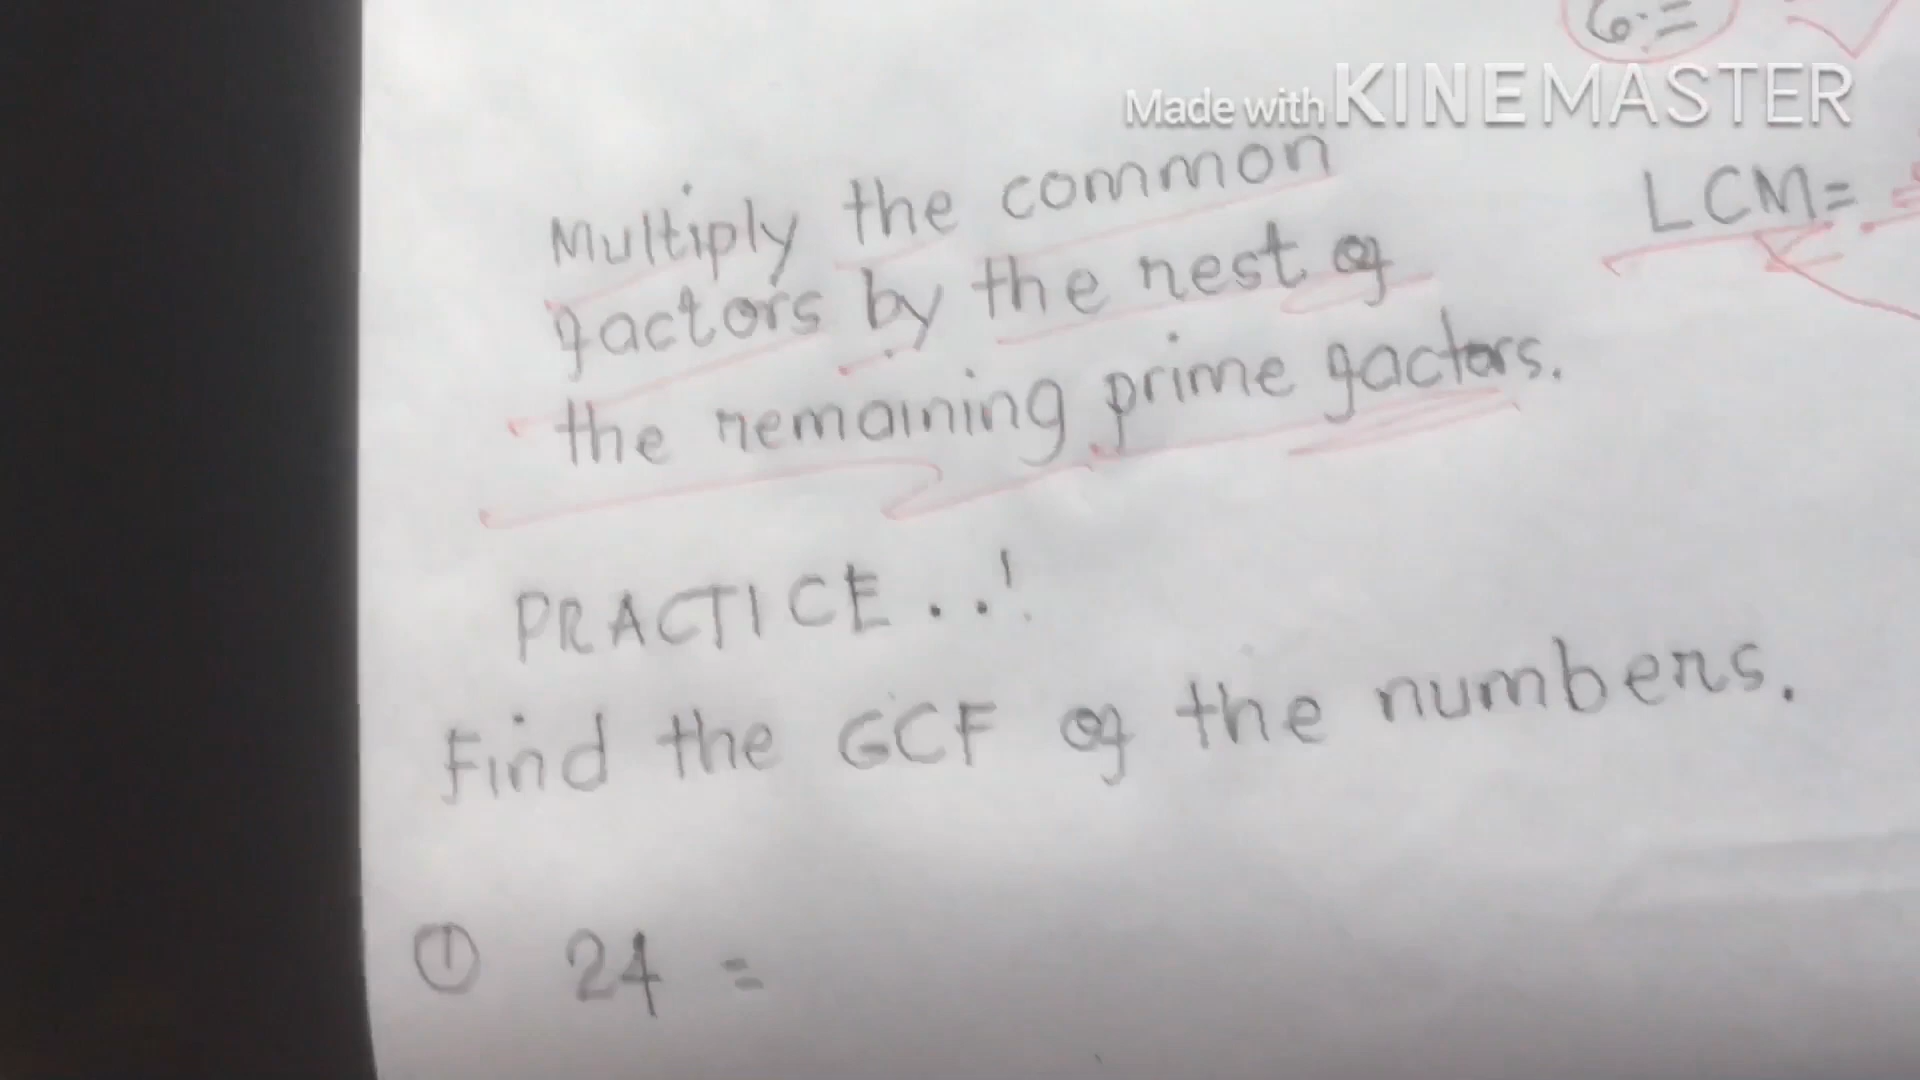 6 =
Made with KINEMASTER
Multiply the common
factors by the rest of
the remaining prime factors.
LCM=
PRACTICE..!
Find the GCF of the numbers.
① 24 =